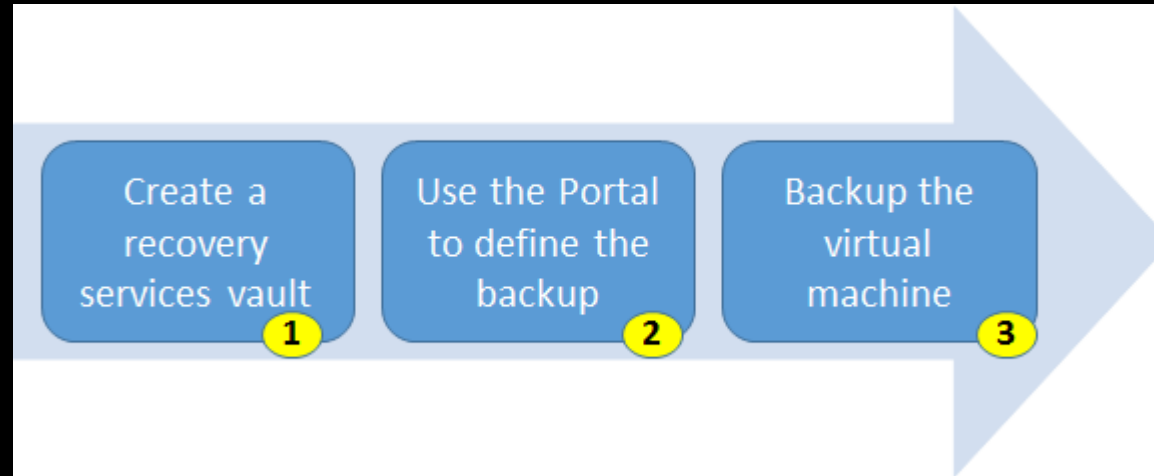 Create a
recovery
services vault
1
Use the Portal
to define the
backup
2
Backup the
virtual
machine
3